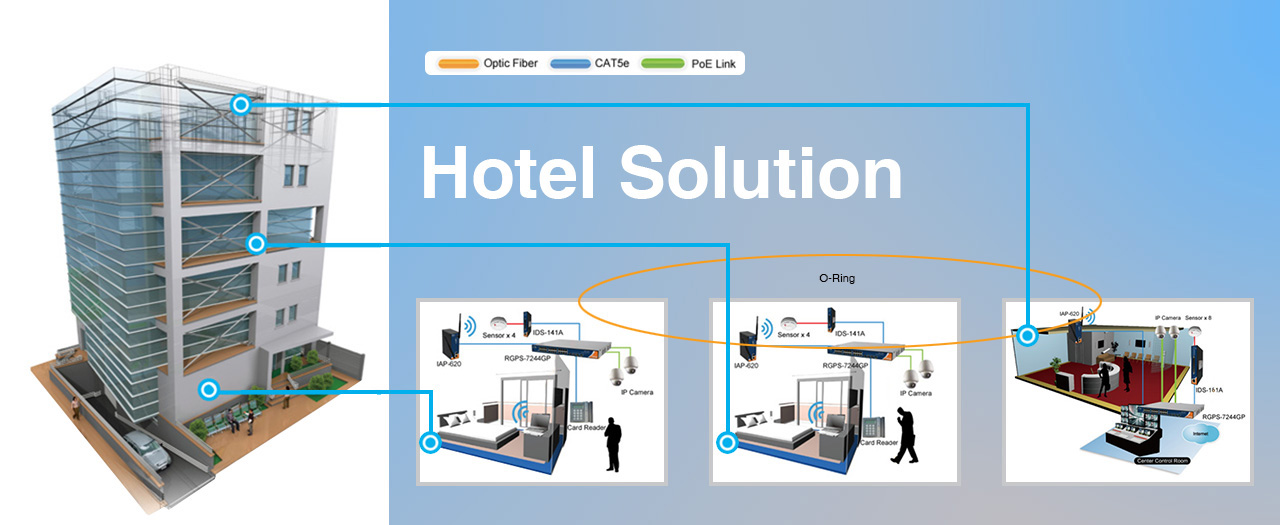 Optic Fiber CAT5e PoE Link
Hotel Solution
O-Ring
Sensor x 4
IDS-141A
IAP-620
RGPS-7244GP
IP Camera
Card Reader
Sensor x 4
IDS-141A
IAP-620
RGPS-7244GP
IP Camera
Card Reader
IAP-620
IP Camera Sensor x 8
IDS-161A
RGPS-7244GP
Internet
Center Control Room